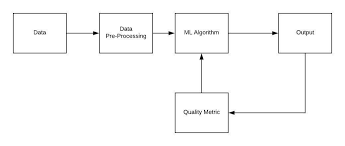 Data
Data
Pre-Processing
ML Algorithm
Output
Quality Metric